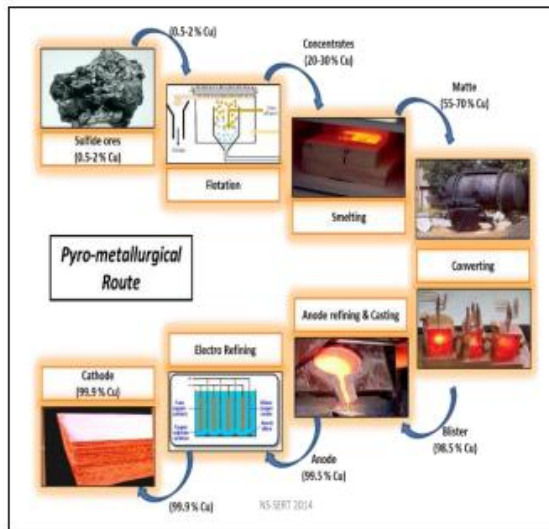 (0.5-2 % Cu)
Sulfide ores
(0.5-2 % Cu)
Flotation
Concentrates
(20-30 % Cu)
Smelting
Matte
(55-70 % Cu)
Converting
Pyro-metallurgical
Route
Blister
(98.5 % Cu)
Anode refining & Casting
Anode
(99.5 % Cu)
Electro Refining
(99.9 % Cu)
Cathode
(99.9 % Cu)
NS-SERT 2014